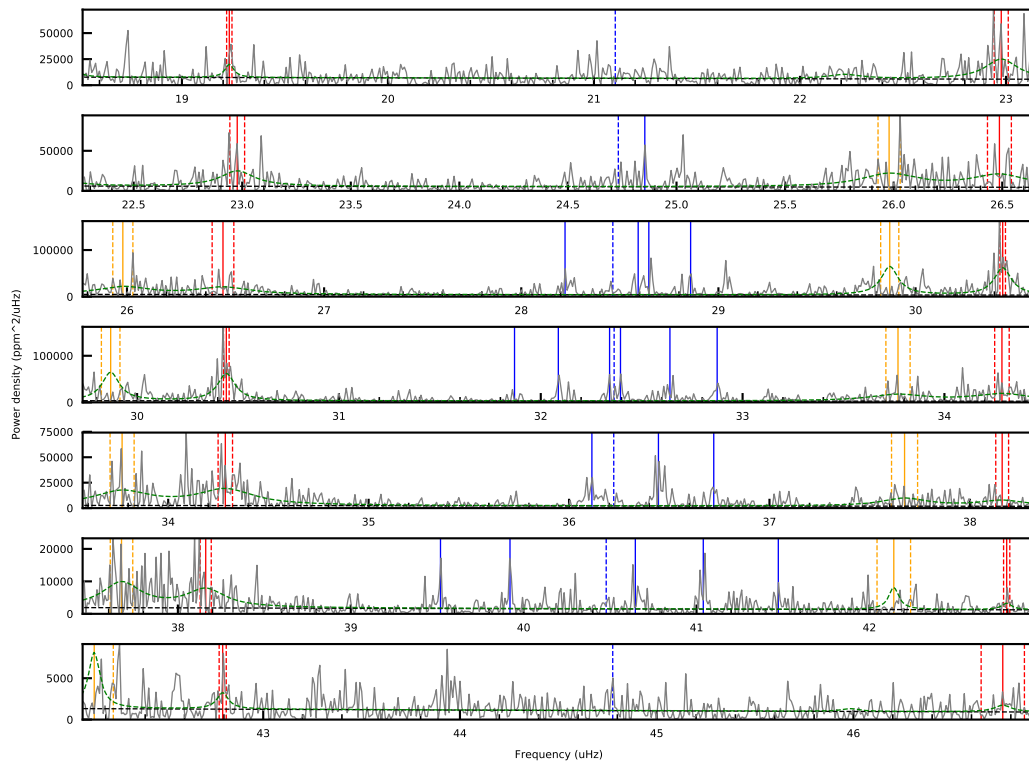 50000
25000
0
19 20 21 22 23
50000
0
22.5 23.0 23.5 24.0 24.5 25.0 25.5 26.0 26.5
100000
0
26 27 28 29 30
100000
0
30 31 32 33 34
Power density (ppm^2/uHz)
75000
50000
25000
0
34 35 36 37 38
20000
10000
0
38 39 40 41 42
5000
0
43 44 45 46
Frequency (uHz)